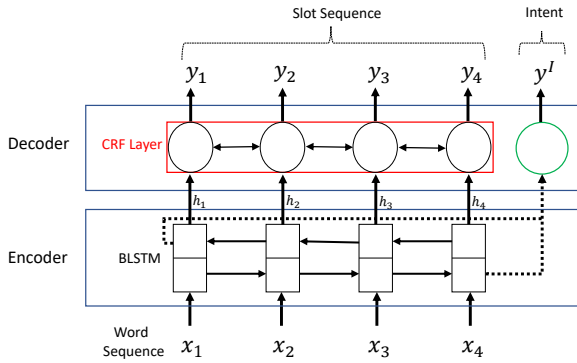 Slot Sequence Intent
y₁ y₂ y₃ y₄ yᴵ
Decoder CRF Layer
h₁ h₂ h₃ h₄
Encoder BLSTM
Word
Sequence x₁ x₂ x₃ x₄